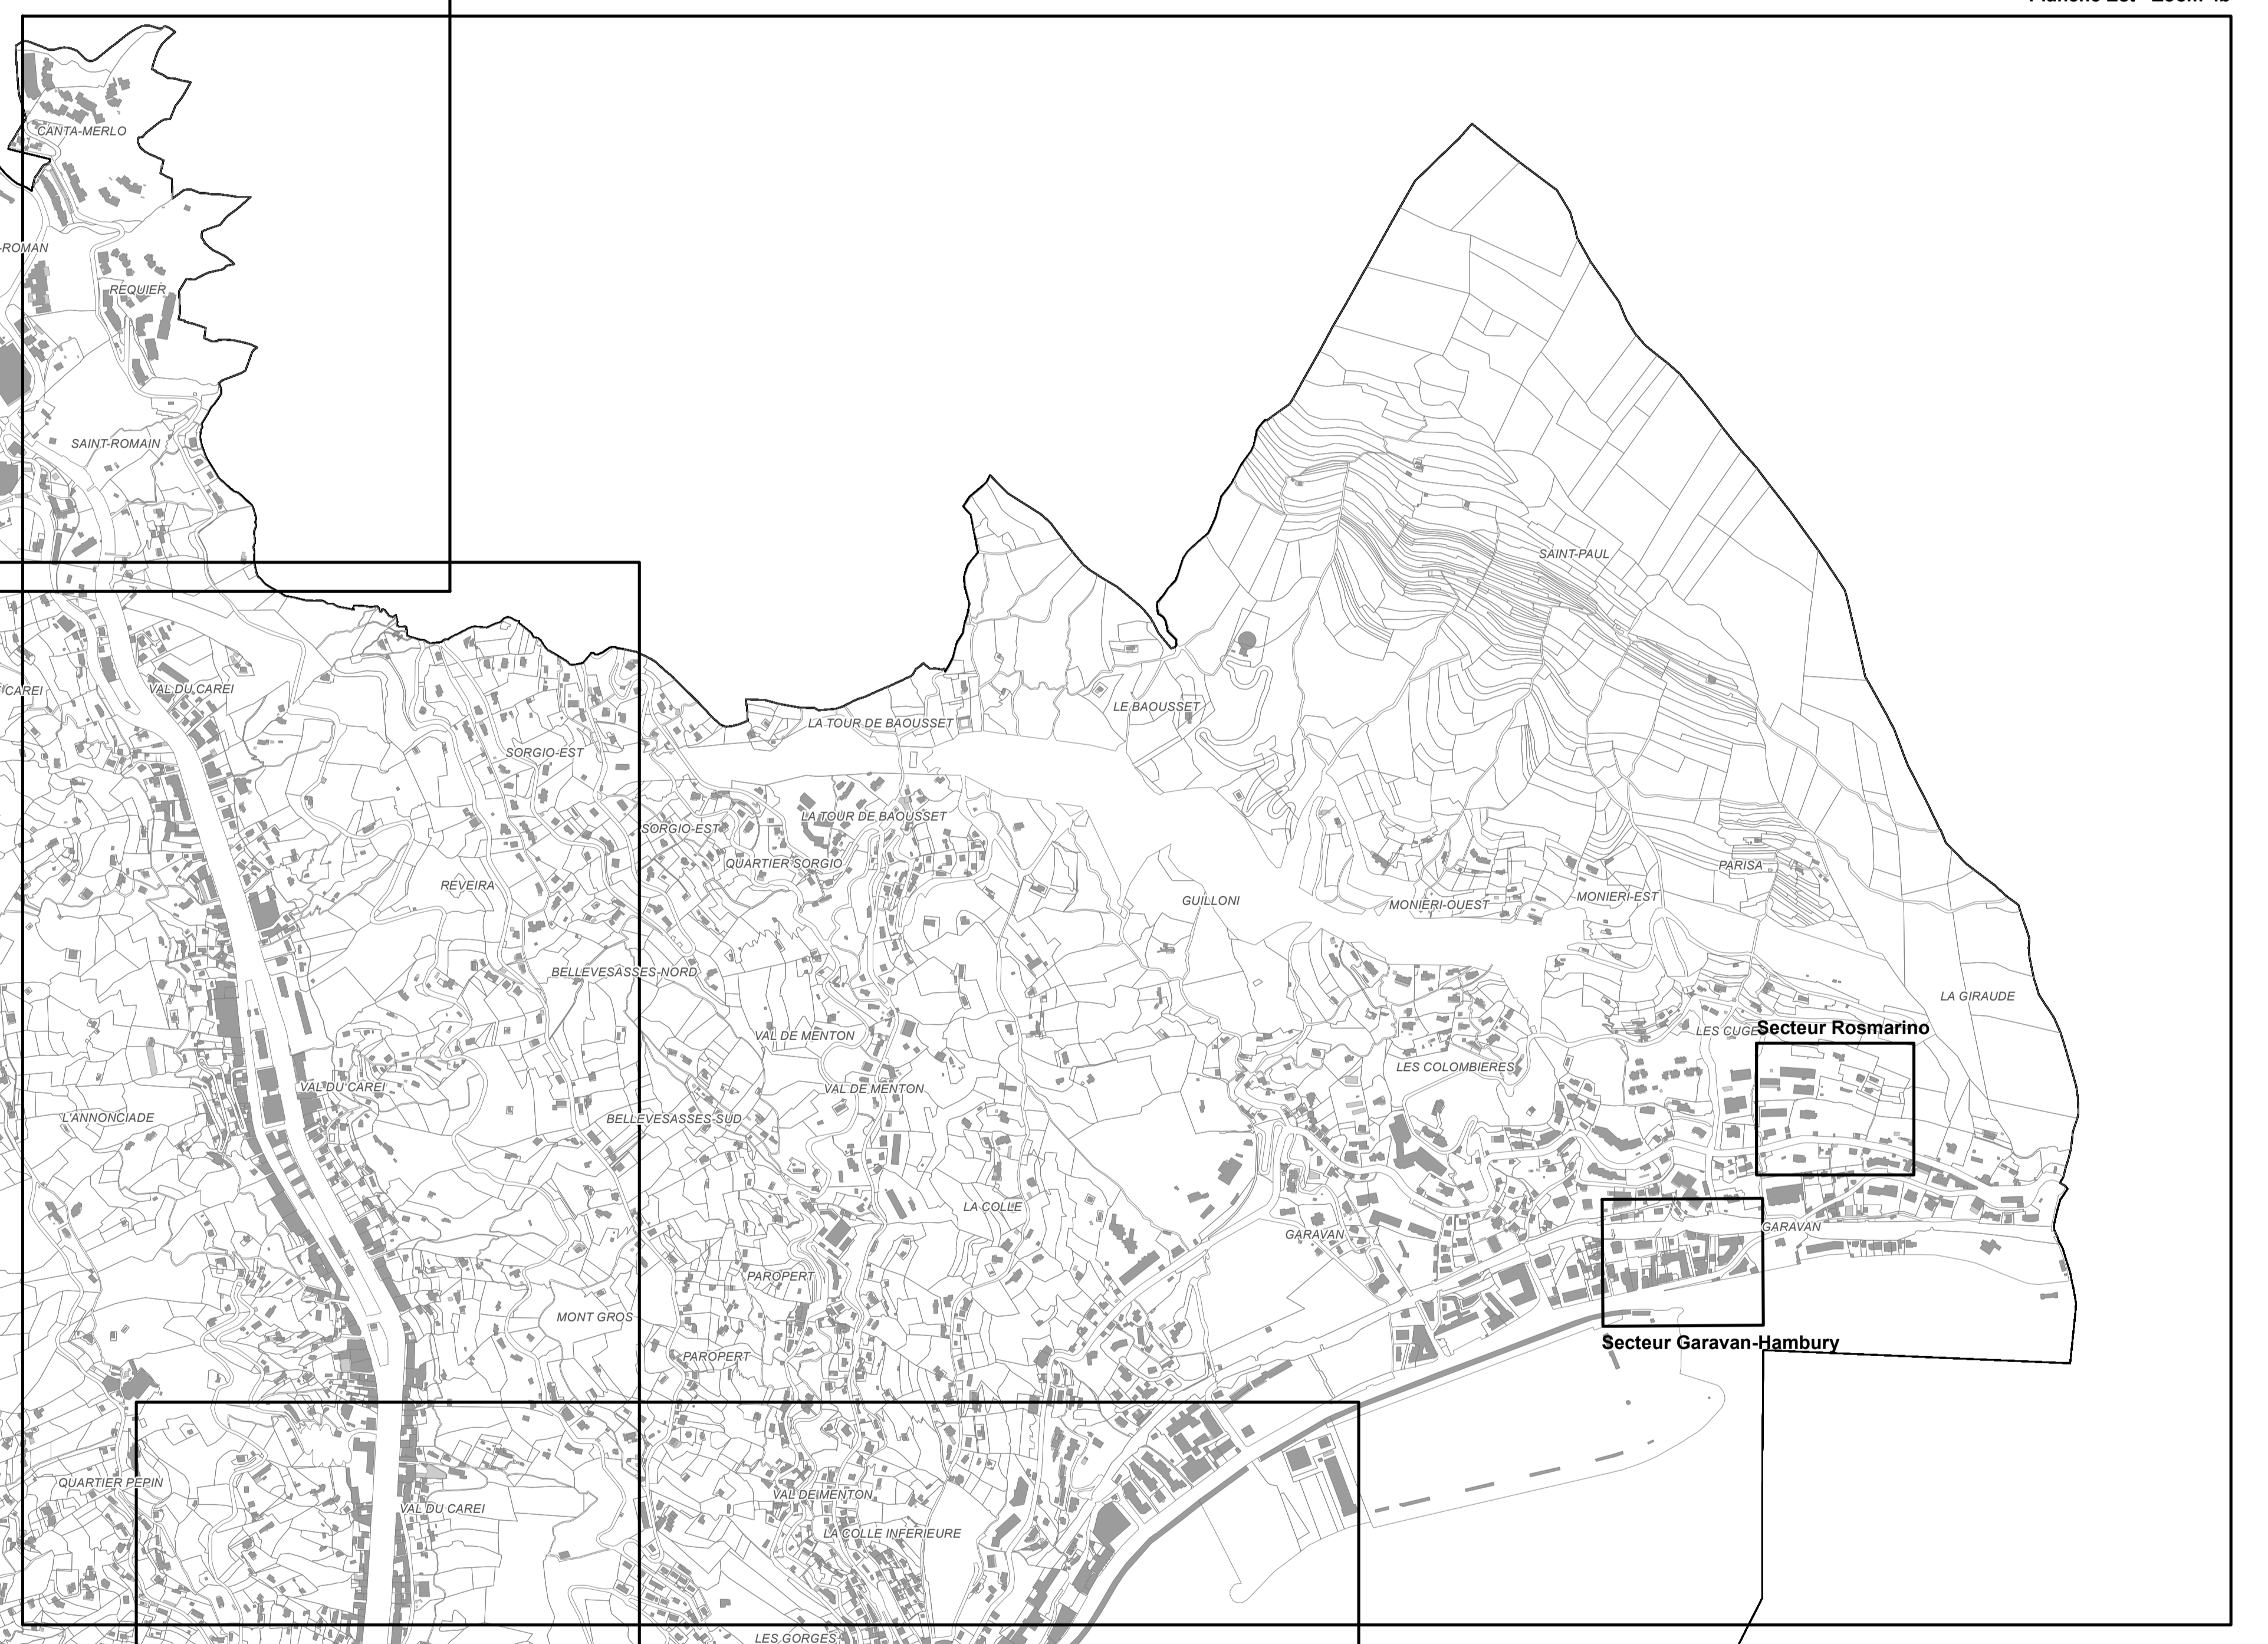 CANTA-MERLO
-ROMAN
REQUIER
SAINT-ROMAIN
SAINT-PAUL
CAREI
VAL DU CAREI
LE BAOUSSET
LA TOUR DE BAOUSSET
SORGIO-EST
LA TOUR DE BAOUSSET
SORGIO-EST
QUARTIER SORGIO
PARISA
REVEIRA
GUILLONI
MONIERI-OUEST
MONIERI-EST
BELLEVESASSES-NORD
LA GIRAUDE
VAL DE MENTON
LES CUGE
Secteur Rosmarino
LES COLOMBIERES
VAL DU CAREI
VAL DE MENTON
L'ANNONCIADE
BELLEVESASSES-SUD
LA COLLE
GARAVAN
GARAVAN
PAROPERT
MONT GROS
Secteur Garavan-Hambury
PAROPERT
QUARTIER PEPIN
VAL DE MENTON
VAL DU CAREI
LA COLLE INFERIEURE
LES GORGES